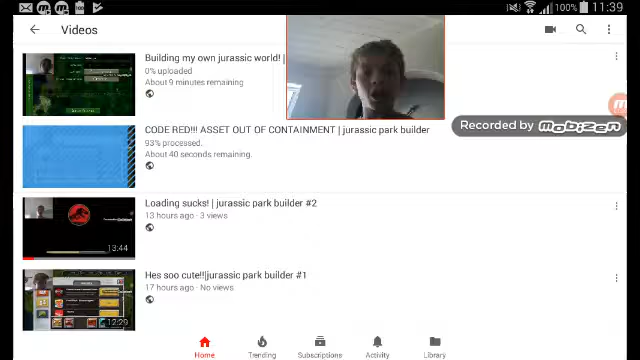 100% 11:39
Videos
Building my own jurassic world! |
0% uploaded
About 9 minutes remaining
CODE RED!!! ASSET OUT OF CONTAINMENT | jurassic park builder
93% processed.
About 40 seconds remaining.
Recorded by mobizen
Loading sucks! | jurassic park builder #2
13 hours ago · 3 views
13:44
Hes soo cute!!|jurassic park builder #1
17 hours ago · No views
12:29
Home Trending Subscriptions Activity Library